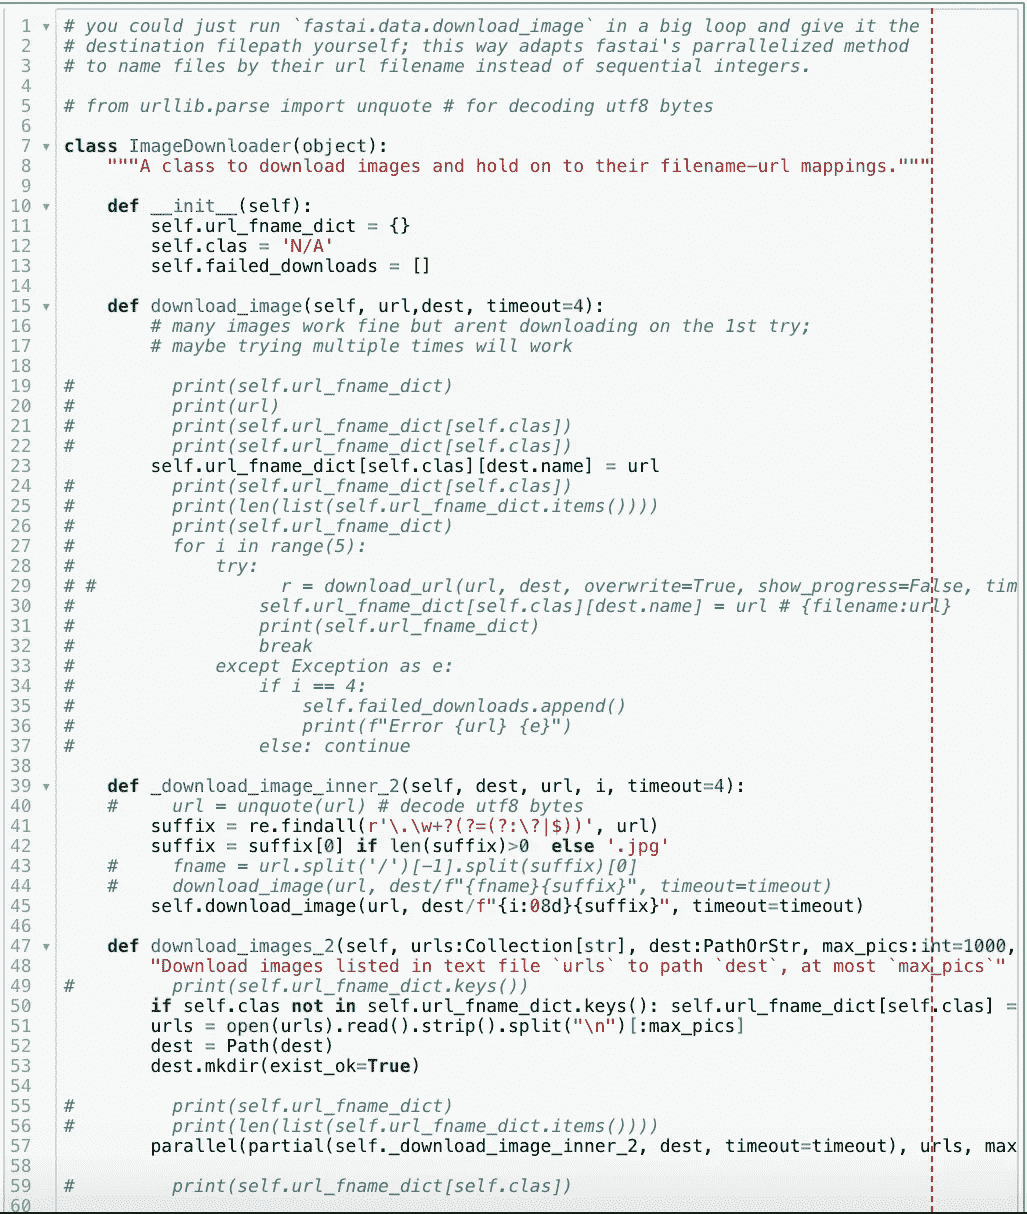 1 # you could just run `fastai.data.download_image` in a big loop and give it the
2 # destination filepath yourself; this way adapts fastai's parrallelized method
3 # to name files by their url filename instead of sequential integers.
4
5 # from urllib.parse import unquote # for decoding utf8 bytes
6
7 class ImageDownloader(object):
8     """A class to download images and hold on to their filename-url mappings."""
9
10     def __init__(self):
11         self.url_fname_dict = {}
12         self.clas = 'N/A'
13         self.failed_downloads = []
14
15     def download_image(self, url,dest, timeout=4):
16         # many images work fine but arent downloading on the 1st try;
17         # maybe trying multiple times will work
18
19 #         print(self.url_fname_dict)
20 #         print(url)
21 #         print(self.url_fname_dict[self.clas])
22 #         print(self.url_fname_dict[self.clas])
23         self.url_fname_dict[self.clas][dest.name] = url
24 #         print(self.url_fname_dict[self.clas])
25 #         print(len(list(self.url_fname_dict.items())))
26 #         print(self.url_fname_dict)
27 #         for i in range(5):
28 #             try:
29 # #                 r = download_url(url, dest, overwrite=True, show_progress=False, tim
30 #                 self.url_fname_dict[self.clas][dest.name] = url # {filename:url}
31 #                 print(self.url_fname_dict)
32 #                 break
33 #             except Exception as e:
34 #                 if i == 4:
35 #                     self.failed_downloads.append()
36 #                     print(f"Error {url} {e}")
37 #                 else: continue
38
39     def _download_image_inner_2(self, dest, url, i, timeout=4):
40     #     url = unquote(url) # decode utf8 bytes
41         suffix = re.findall(r'\.\w+?(?=(?:\?|$))', url)
42         suffix = suffix[0] if len(suffix)>0  else '.jpg'
43     #     fname = url.split('/')[-1].split(suffix)[0]
44     #     download_image(url, dest/f"{fname}{suffix}", timeout=timeout)
45         self.download_image(url, dest/f"{i:08d}{suffix}", timeout=timeout)
46
47     def download_images_2(self, urls:Collection[str], dest:PathOrStr, max_pics:int=1000,
48         "Download images listed in text file `urls` to path `dest`, at most `max_pics`"
49 #         print(self.url_fname_dict.keys())
50         if self.clas not in self.url_fname_dict.keys(): self.url_fname_dict[self.clas] =
51         urls = open(urls).read().strip().split("\n")[:max_pics]
52         dest = Path(dest)
53         dest.mkdir(exist_ok=True)
54
55 #         print(self.url_fname_dict)
56 #         print(len(list(self.url_fname_dict.items())))
57         parallel(partial(self._download_image_inner_2, dest, timeout=timeout), urls, max
58
59 #         print(self.url_fname_dict[self.clas])
60